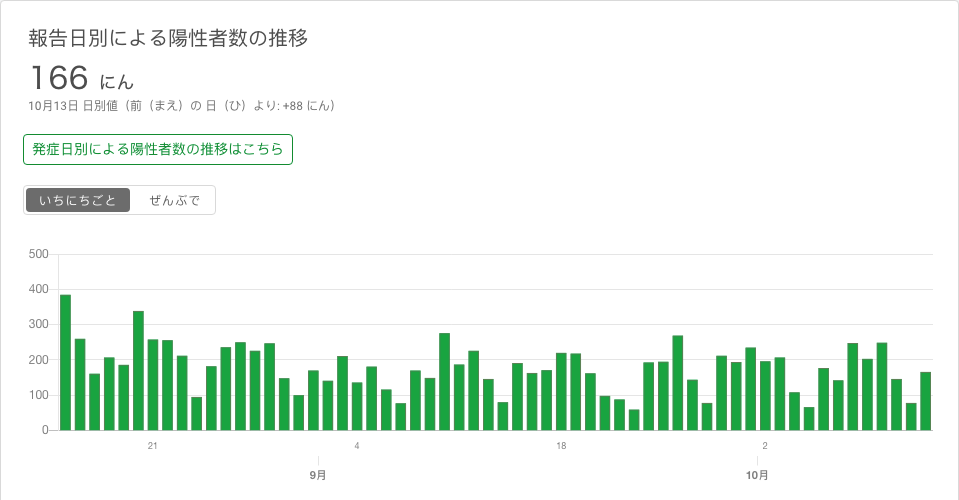 報告日別による陽性者数の推移
166 にん
10月13日 日別値（前（まえ）の 日（ひ）より: +88 にん）
発症日別による陽性者数の推移はこちら
いちにちごと ぜんぶで
500
400
300
200
100
0
21 4 18 2
9月 10月